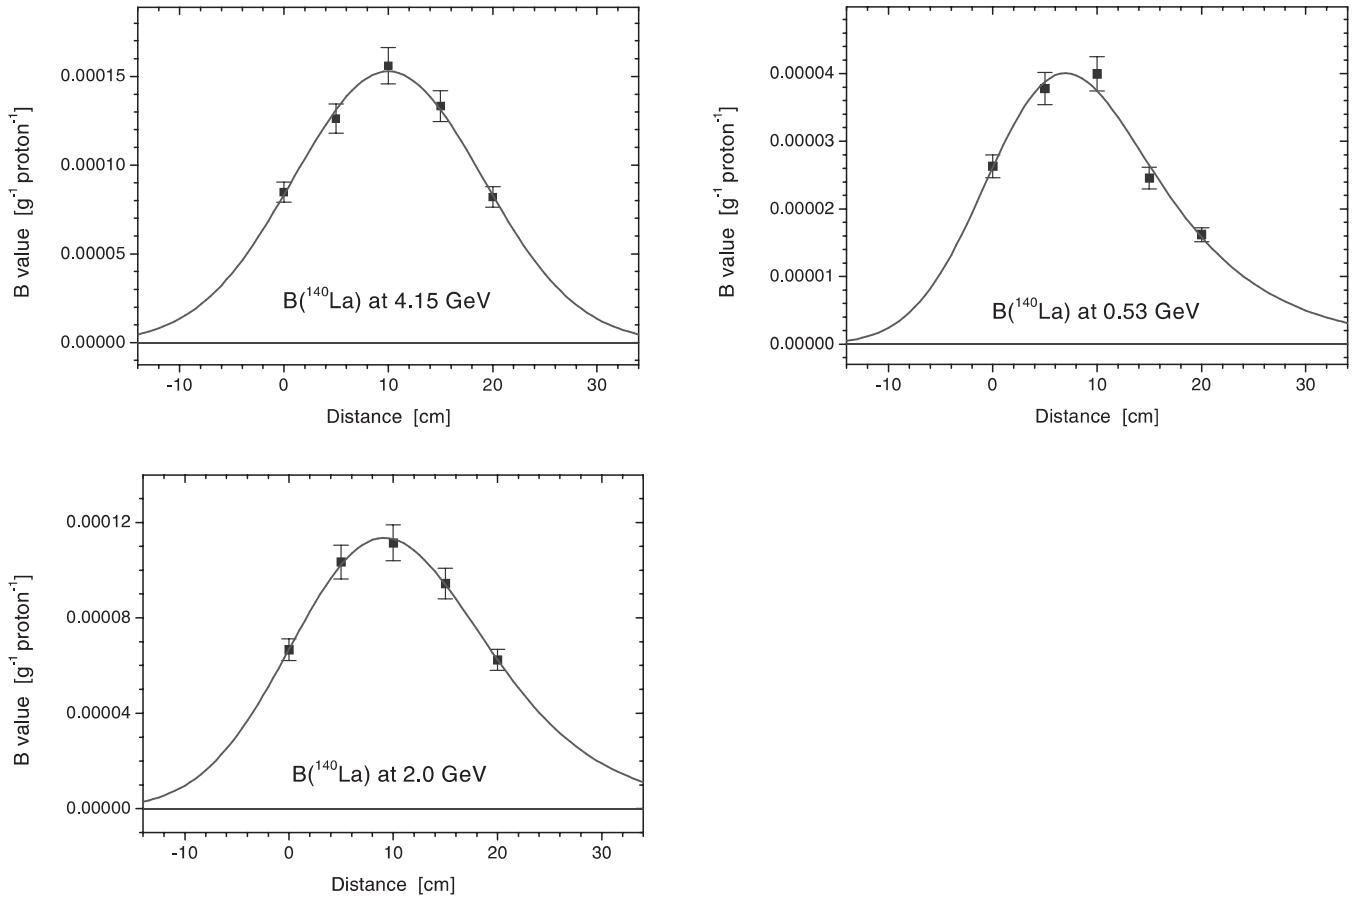 0.00015
0.00010
0.00005
0.00000
B value [g⁻¹ proton⁻¹]
B(¹⁴⁰La) at 4.15 GeV
-10 0 10 20 30
Distance [cm]
0.00004
0.00003
0.00002
0.00001
0.00000
B value [g⁻¹ proton⁻¹]
B(¹⁴⁰La) at 0.53 GeV
-10 0 10 20 30
Distance [cm]
0.00012
0.00008
0.00004
0.00000
B value [g⁻¹ proton⁻¹]
B(¹⁴⁰La) at 2.0 GeV
-10 0 10 20 30
Distance [cm]